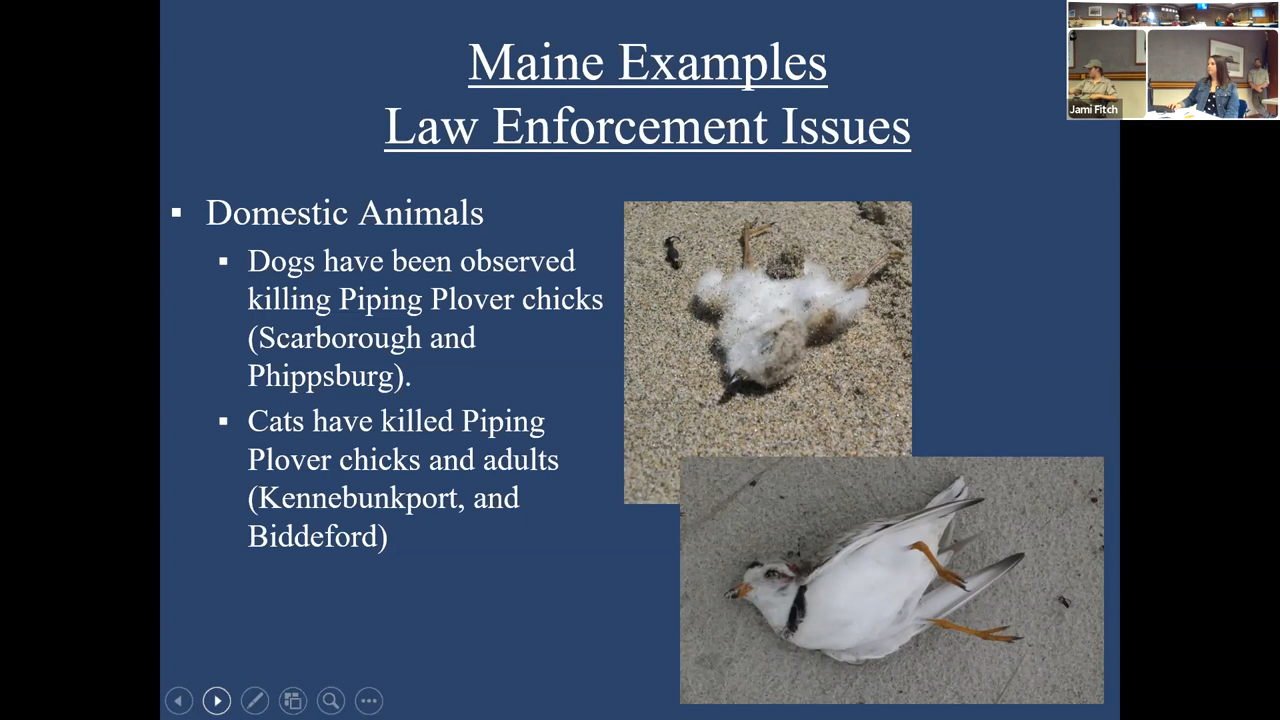 Maine Examples
Law Enforcement Issues
▪ Domestic Animals
▪ Dogs have been observed
killing Piping Plover chicks
(Scarborough and
Phippsburg).
▪ Cats have killed Piping
Plover chicks and adults
(Kennebunkport, and
Biddeford)
Jami Fitch